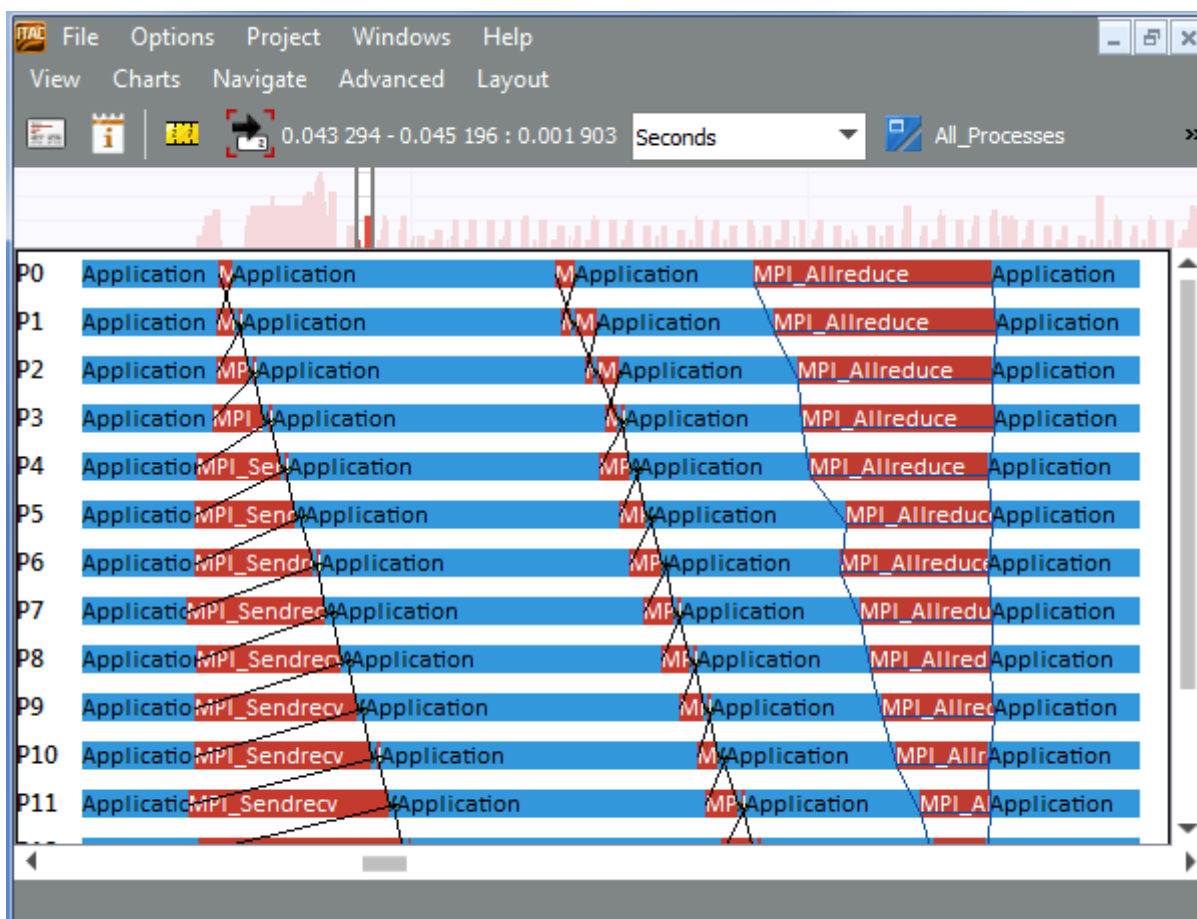 ITAC File Options Project Windows Help
View Charts Navigate Advanced Layout
0.043 294 - 0.045 196 : 0.001 903 Seconds All_Processes »
P0 Application M Application M Application MPI_Allreduce Application
P1 Application M Application M Application MPI_Allreduce Application
P2 Application MP Application M Application MPI_Allreduce Application
P3 Application MPI_ Application Application MPI_Allreduce Application
P4 Application MPI_Se Application MP Application MPI_Allreduce Application
P5 Applicatio MPI_Send Application M Application MPI_Allreduc Application
P6 Applicatio MPI_Sendr Application MP Application MPI_Allreduc Application
P7 Applicatio MPI_Sendrec Application MP Application MPI_Allredu Application
P8 Applicatio MPI_Sendrec Application MP Application MPI_Allred Application
P9 Applicatio MPI_Sendrecv Application M Application MPI_Allrec Application
P10 Applicatio MPI_Sendrecv Application M Application MPI_Allr Application
P11 Applicatio MPI_Sendrecv Application MP Application MPI_A Application